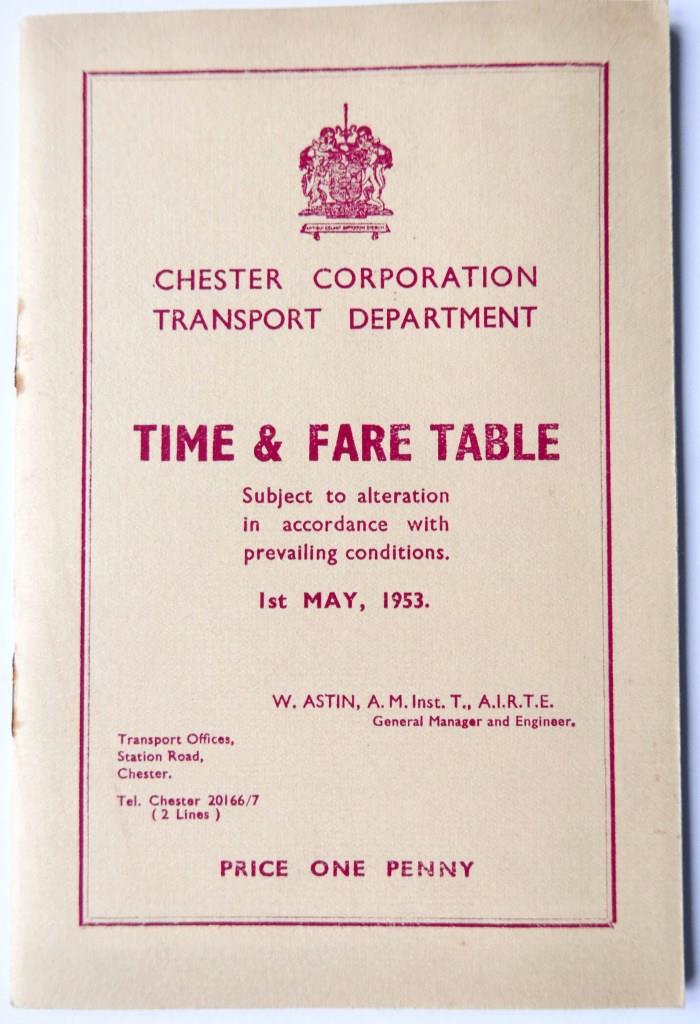 CHESTER CORPORATION
TRANSPORT DEPARTMENT
TIME & FARE TABLE
Subject to alteration
in accordance with
prevailing conditions.
1st MAY, 1953.
W. ASTIN, A.M.Inst.T., A.I.R.T.E.
General Manager and Engineer.
Transport Offices,
Station Road,
Chester.
Tel. Chester 20166/7
( 2 Lines )
PRICE ONE PENNY